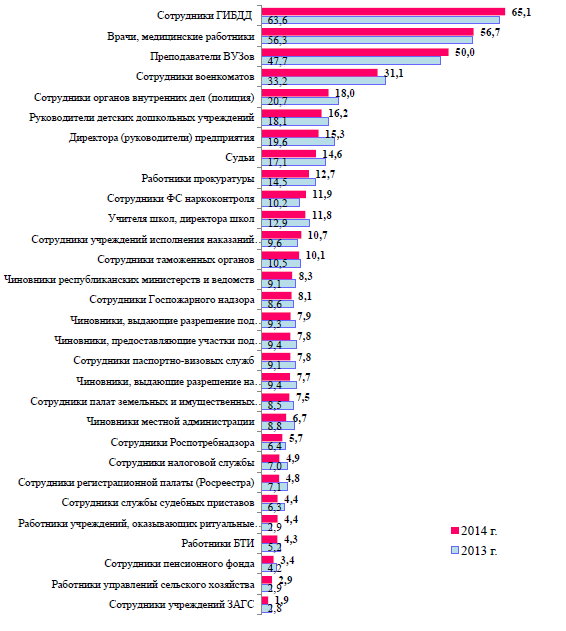 Сотрудники ГИБДД 65,1
63,6
Врачи, медицинские работники 56,7
56,3
Преподаватели ВУЗов 50,0
47,7
Сотрудники военкоматов 31,1
33,2
Сотрудники органов внутренних дел (полиция) 18,0
20,7
Руководители детских дошкольных учреждений 16,2
18,1
Директора (руководители) предприятия 15,3
19,6
Судьи 14,6
17,1
Работники прокуратуры 12,7
14,5
Сотрудники ФС наркоконтроля 11,9
10,2
Учителя школ, директора школ 11,8
12,9
Сотрудники учреждений исполнения наказаний… 10,7
9,6
Сотрудники таможенных органов 10,1
10,5
Чиновники республиканских министерств и ведомств 8,3
9,1
Сотрудники Госпожарного надзора 8,1
8,6
Чиновники, выдающие разрешение под… 7,9
9,3
Чиновники, предоставляющие участки под… 7,8
9,4
Сотрудники паспортно-визовых служб 7,8
9,1
Чиновники, выдающие разрешение на… 7,7
9,4
Сотрудники палат земельных и имущественных… 7,5
8,5
Чиновники местной администрации 6,7
8,8
Сотрудники Роспотребнадзора 5,7
6,4
Сотрудники налоговой службы 4,9
7,0
Сотрудники регистрационной палаты (Росреестра) 4,8
7,1
Сотрудники службы судебных приставов 4,4
6,3
Работники учреждений, оказывающих ритуальные… 4,4
2,9
Работники БТИ 4,3
5,2
Сотрудники пенсионного фонда 3,4
4,2
Работники управлений сельского хозяйства 2,9
2,9
Сотрудники учреждений ЗАГС 1,9
2,8
2014 г.
2013 г.